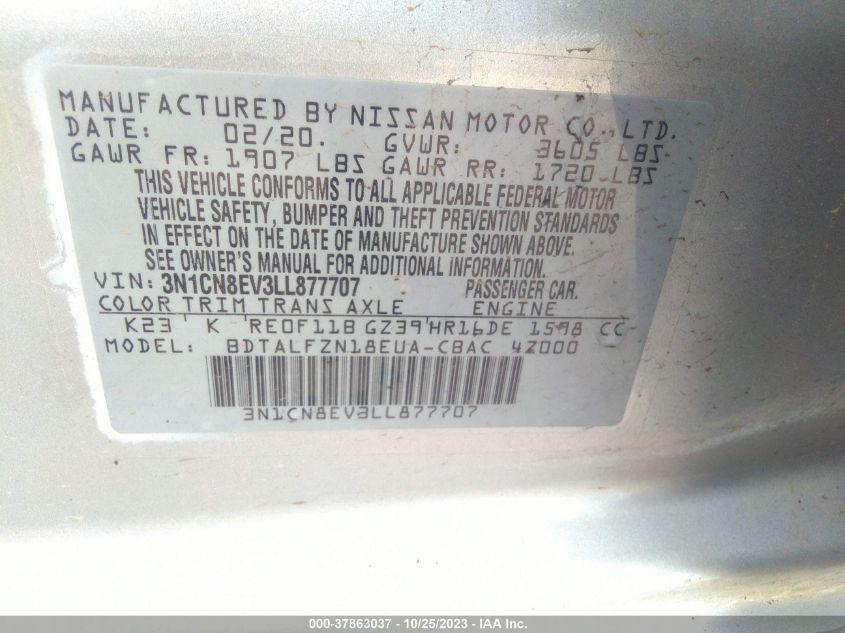 MANUFACTURED BY NISSAN MOTOR CO., LTD.
DATE: 02/20. GVWR: 3605 LBS
GAWR FR: 1907 LBS GAWR RR: 1720 LBS
THIS VEHICLE CONFORMS TO ALL APPLICABLE FEDERAL MOTOR
VEHICLE SAFETY, BUMPER AND THEFT PREVENTION STANDARDS
IN EFFECT ON THE DATE OF MANUFACTURE SHOWN ABOVE.
SEE OWNER'S MANUAL FOR ADDITIONAL INFORMATION.
VIN: 3N1CN8EV3LL877707 PASSENGER CAR.
COLOR TRIM TRANS AXLE ENGINE
K23 K RE0F11B GZ39 HR16DE 1598 CC
MODEL: BDTALFZN18EUA-CBAC 4Z000
3N1CN8EV3LL877707
000-37863037 - 10/25/2023 - IAA Inc.